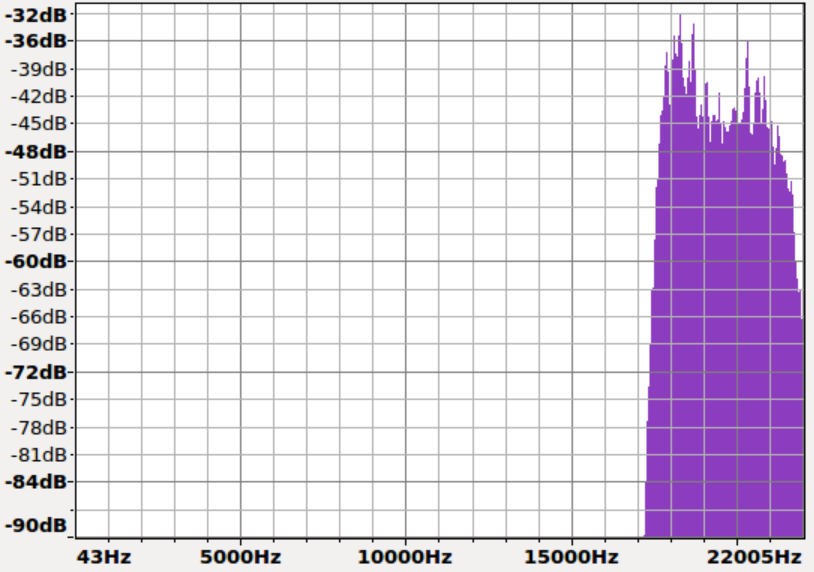 -32dB
-36dB
-39dB
-42dB
-45dB
-48dB
-51dB
-54dB
-57dB
-60dB
-63dB
-66dB
-69dB
-72dB
-75dB
-78dB
-81dB
-84dB
-90dB
43Hz 5000Hz 10000Hz 15000Hz 22005Hz